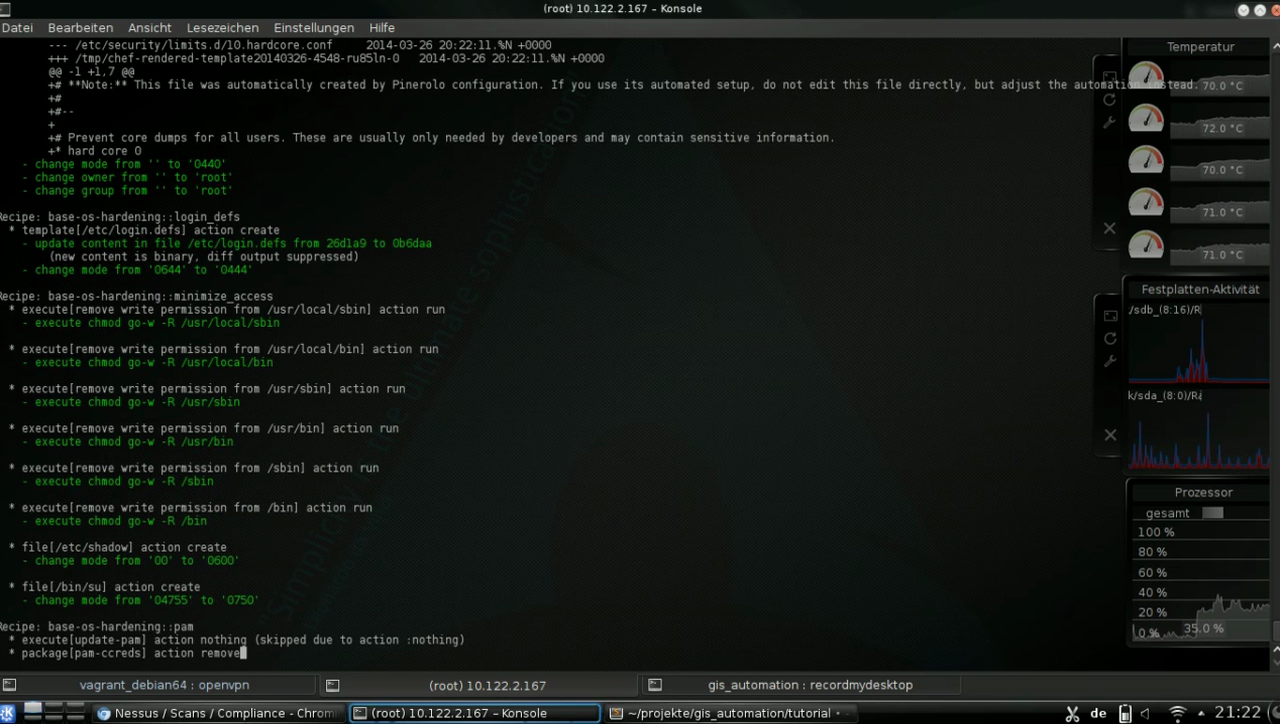 (root) 10.122.2.167 – Konsole
Datei Bearbeiten Ansicht Lesezeichen Einstellungen Hilfe
--- /etc/security/limits.d/10.hardcore.conf 2014-03-26 20:22:11.%N +0000
+++ /tmp/chef-rendered-template20140326-4548-ru85ln-0 2014-03-26 20:22:11.%N +0000
@@ -1 +1,7 @@
+# **Note:** This file was automatically created by Pinerolo configuration. If you use its automated setup, do not edit this file directly, but adjust the automation instead.
+#
+#--
+
+# Prevent core dumps for all users. These are usually only needed by developers and may contain sensitive information.
+* hard core 0
- change mode from '' to '0440'
- change owner from '' to 'root'
- change group from '' to 'root'
Recipe: base-os-hardening::login_defs
* template[/etc/login.defs] action create
- update content in file /etc/login.defs from 26d1a9 to 0b6daa
(new content is binary, diff output suppressed)
- change mode from '0644' to '0444'
Recipe: base-os-hardening::minimize_access
* execute[remove write permission from /usr/local/sbin] action run
- execute chmod go-w -R /usr/local/sbin
* execute[remove write permission from /usr/local/bin] action run
- execute chmod go-w -R /usr/local/bin
* execute[remove write permission from /usr/sbin] action run
- execute chmod go-w -R /usr/sbin
* execute[remove write permission from /usr/bin] action run
- execute chmod go-w -R /usr/bin
* execute[remove write permission from /sbin] action run
- execute chmod go-w -R /sbin
* execute[remove write permission from /bin] action run
- execute chmod go-w -R /bin
* file[/etc/shadow] action create
- change mode from '00' to '0600'
* file[/bin/su] action create
- change mode from '04755' to '0750'
Recipe: base-os-hardening::pam
* execute[update-pam] action nothing (skipped due to action :nothing)
* package[pam-ccreds] action remove
"Simplicity is the ultimate sophistication"
Temperatur
70.0 °C
72.0 °C
70.0 °C
71.0 °C
71.0 °C
Festplatten-Aktivität
/sdb_(8:16)/R
k/sda_(8:0)/Ra
Prozessor
gesamt
100 %
80 %
60 %
40 %
20 %
0 % 35.0 %
vagrant_debian64 : openvpn (root) 10.122.2.167 gis_automation : recordmydesktop
Nessus / Scans / Compliance - Chromi (root) 10.122.2.167 – Konsole ~/projekte/gis_automation/tutorial de 21:22